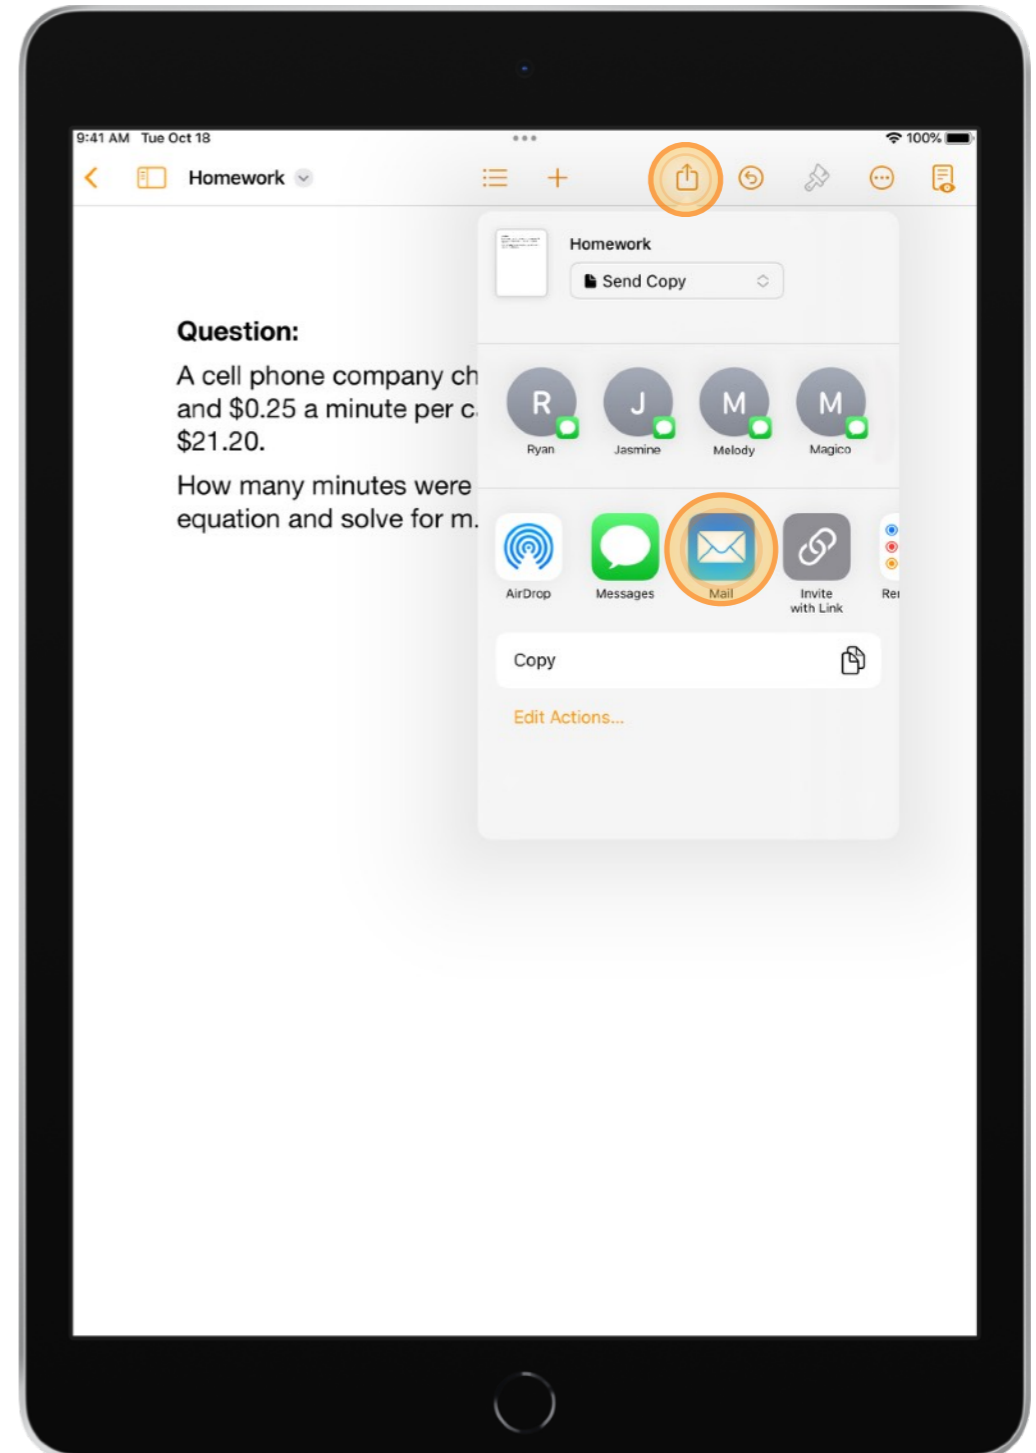 9:41 AM Tue Oct 18
100%
Homework
Homework
Send Copy
Question:
A cell phone company ch
and $0.25 a minute per c
$21.20.
How many minutes were
equation and solve for m.
R
J
M
M
Ryan
Jasmine
Melody
Magico
AirDrop
Messages
Mail
Invite
with Link
Rer
Copy
Edit Actions...